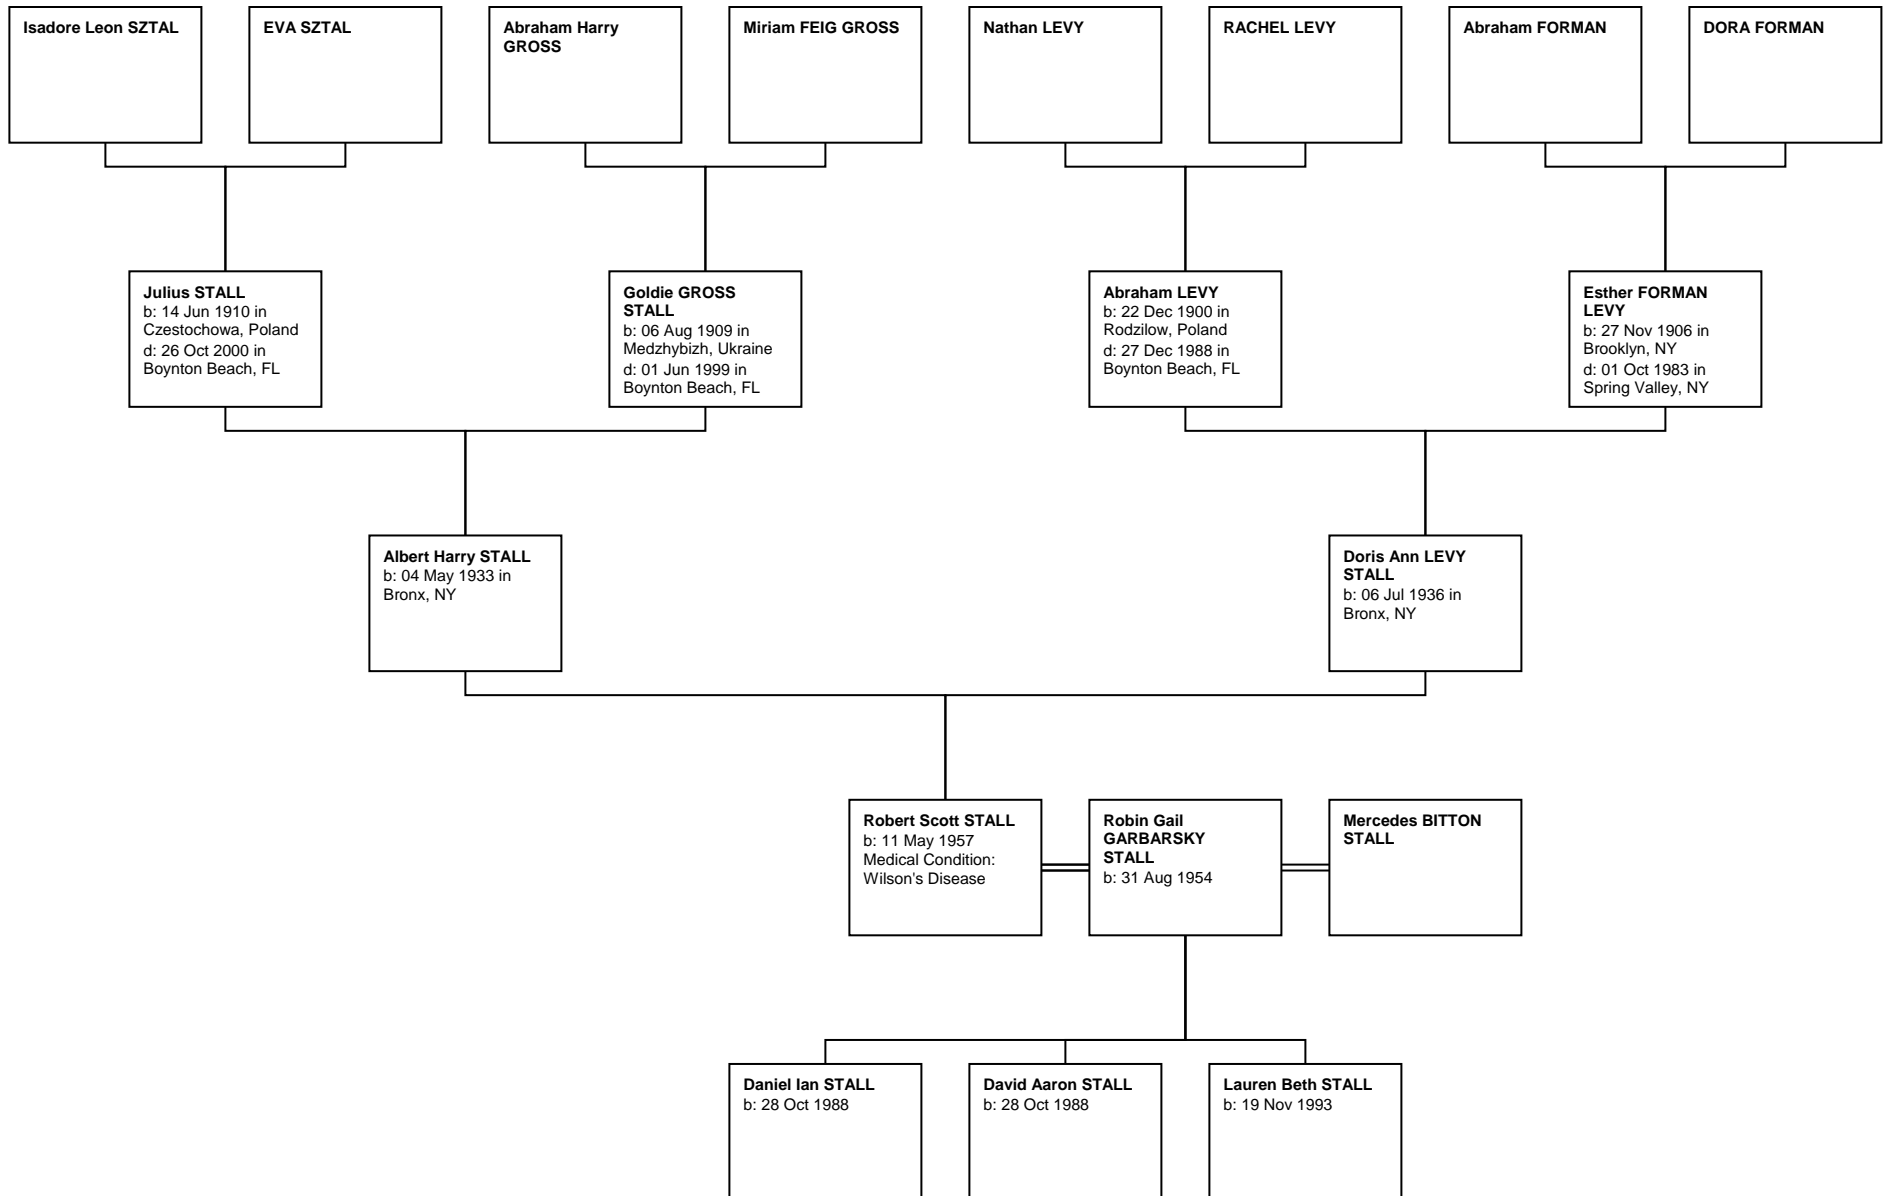 Isadore Leon SZTAL
EVA SZTAL
Abraham Harry
GROSS
Miriam FEIG GROSS
Nathan LEVY
RACHEL LEVY
Abraham FORMAN
DORA FORMAN
Julius STALL
b: 14 Jun 1910 in
Czestochowa, Poland
d: 26 Oct 2000 in
Boynton Beach, FL
Goldie GROSS
STALL
b: 06 Aug 1909 in
Medzhybizh, Ukraine
d: 01 Jun 1999 in
Boynton Beach, FL
Abraham LEVY
b: 22 Dec 1900 in
Rodzilow, Poland
d: 27 Dec 1988 in
Boynton Beach, FL
Esther FORMAN
LEVY
b: 27 Nov 1906 in
Brooklyn, NY
d: 01 Oct 1983 in
Spring Valley, NY
Albert Harry STALL
b: 04 May 1933 in
Bronx, NY
Doris Ann LEVY
STALL
b: 06 Jul 1936 in
Bronx, NY
Robert Scott STALL
b: 11 May 1957
Medical Condition:
Wilson's Disease
Robin Gail
GARBARSKY
STALL
b: 31 Aug 1954
Mercedes BITTON
STALL
Daniel Ian STALL
b: 28 Oct 1988
David Aaron STALL
b: 28 Oct 1988
Lauren Beth STALL
b: 19 Nov 1993